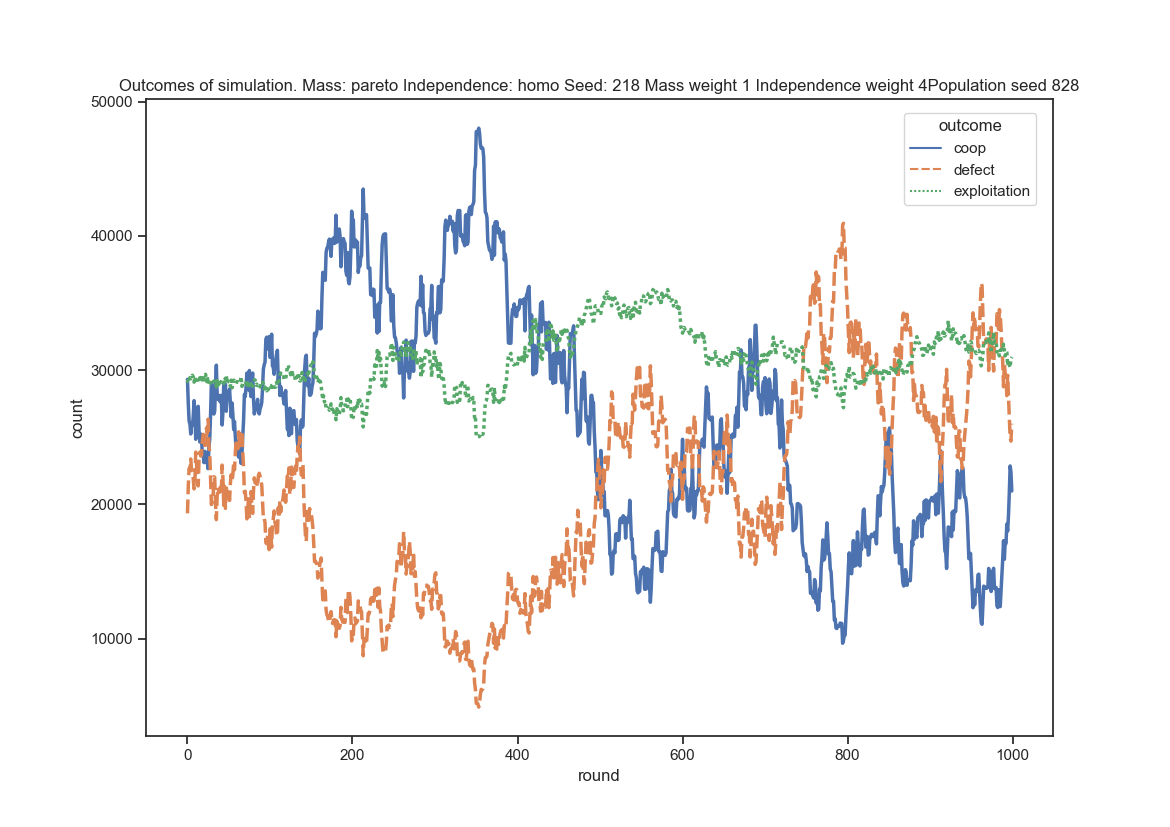 Outcomes of simulation. Mass: pareto Independence: homo Seed: 218 Mass weight 1 Independence weight 4Population seed 828
50000
40000
30000
20000
10000
count
outcome
coop
defect
exploitation
0
200
400
600
800
1000
round